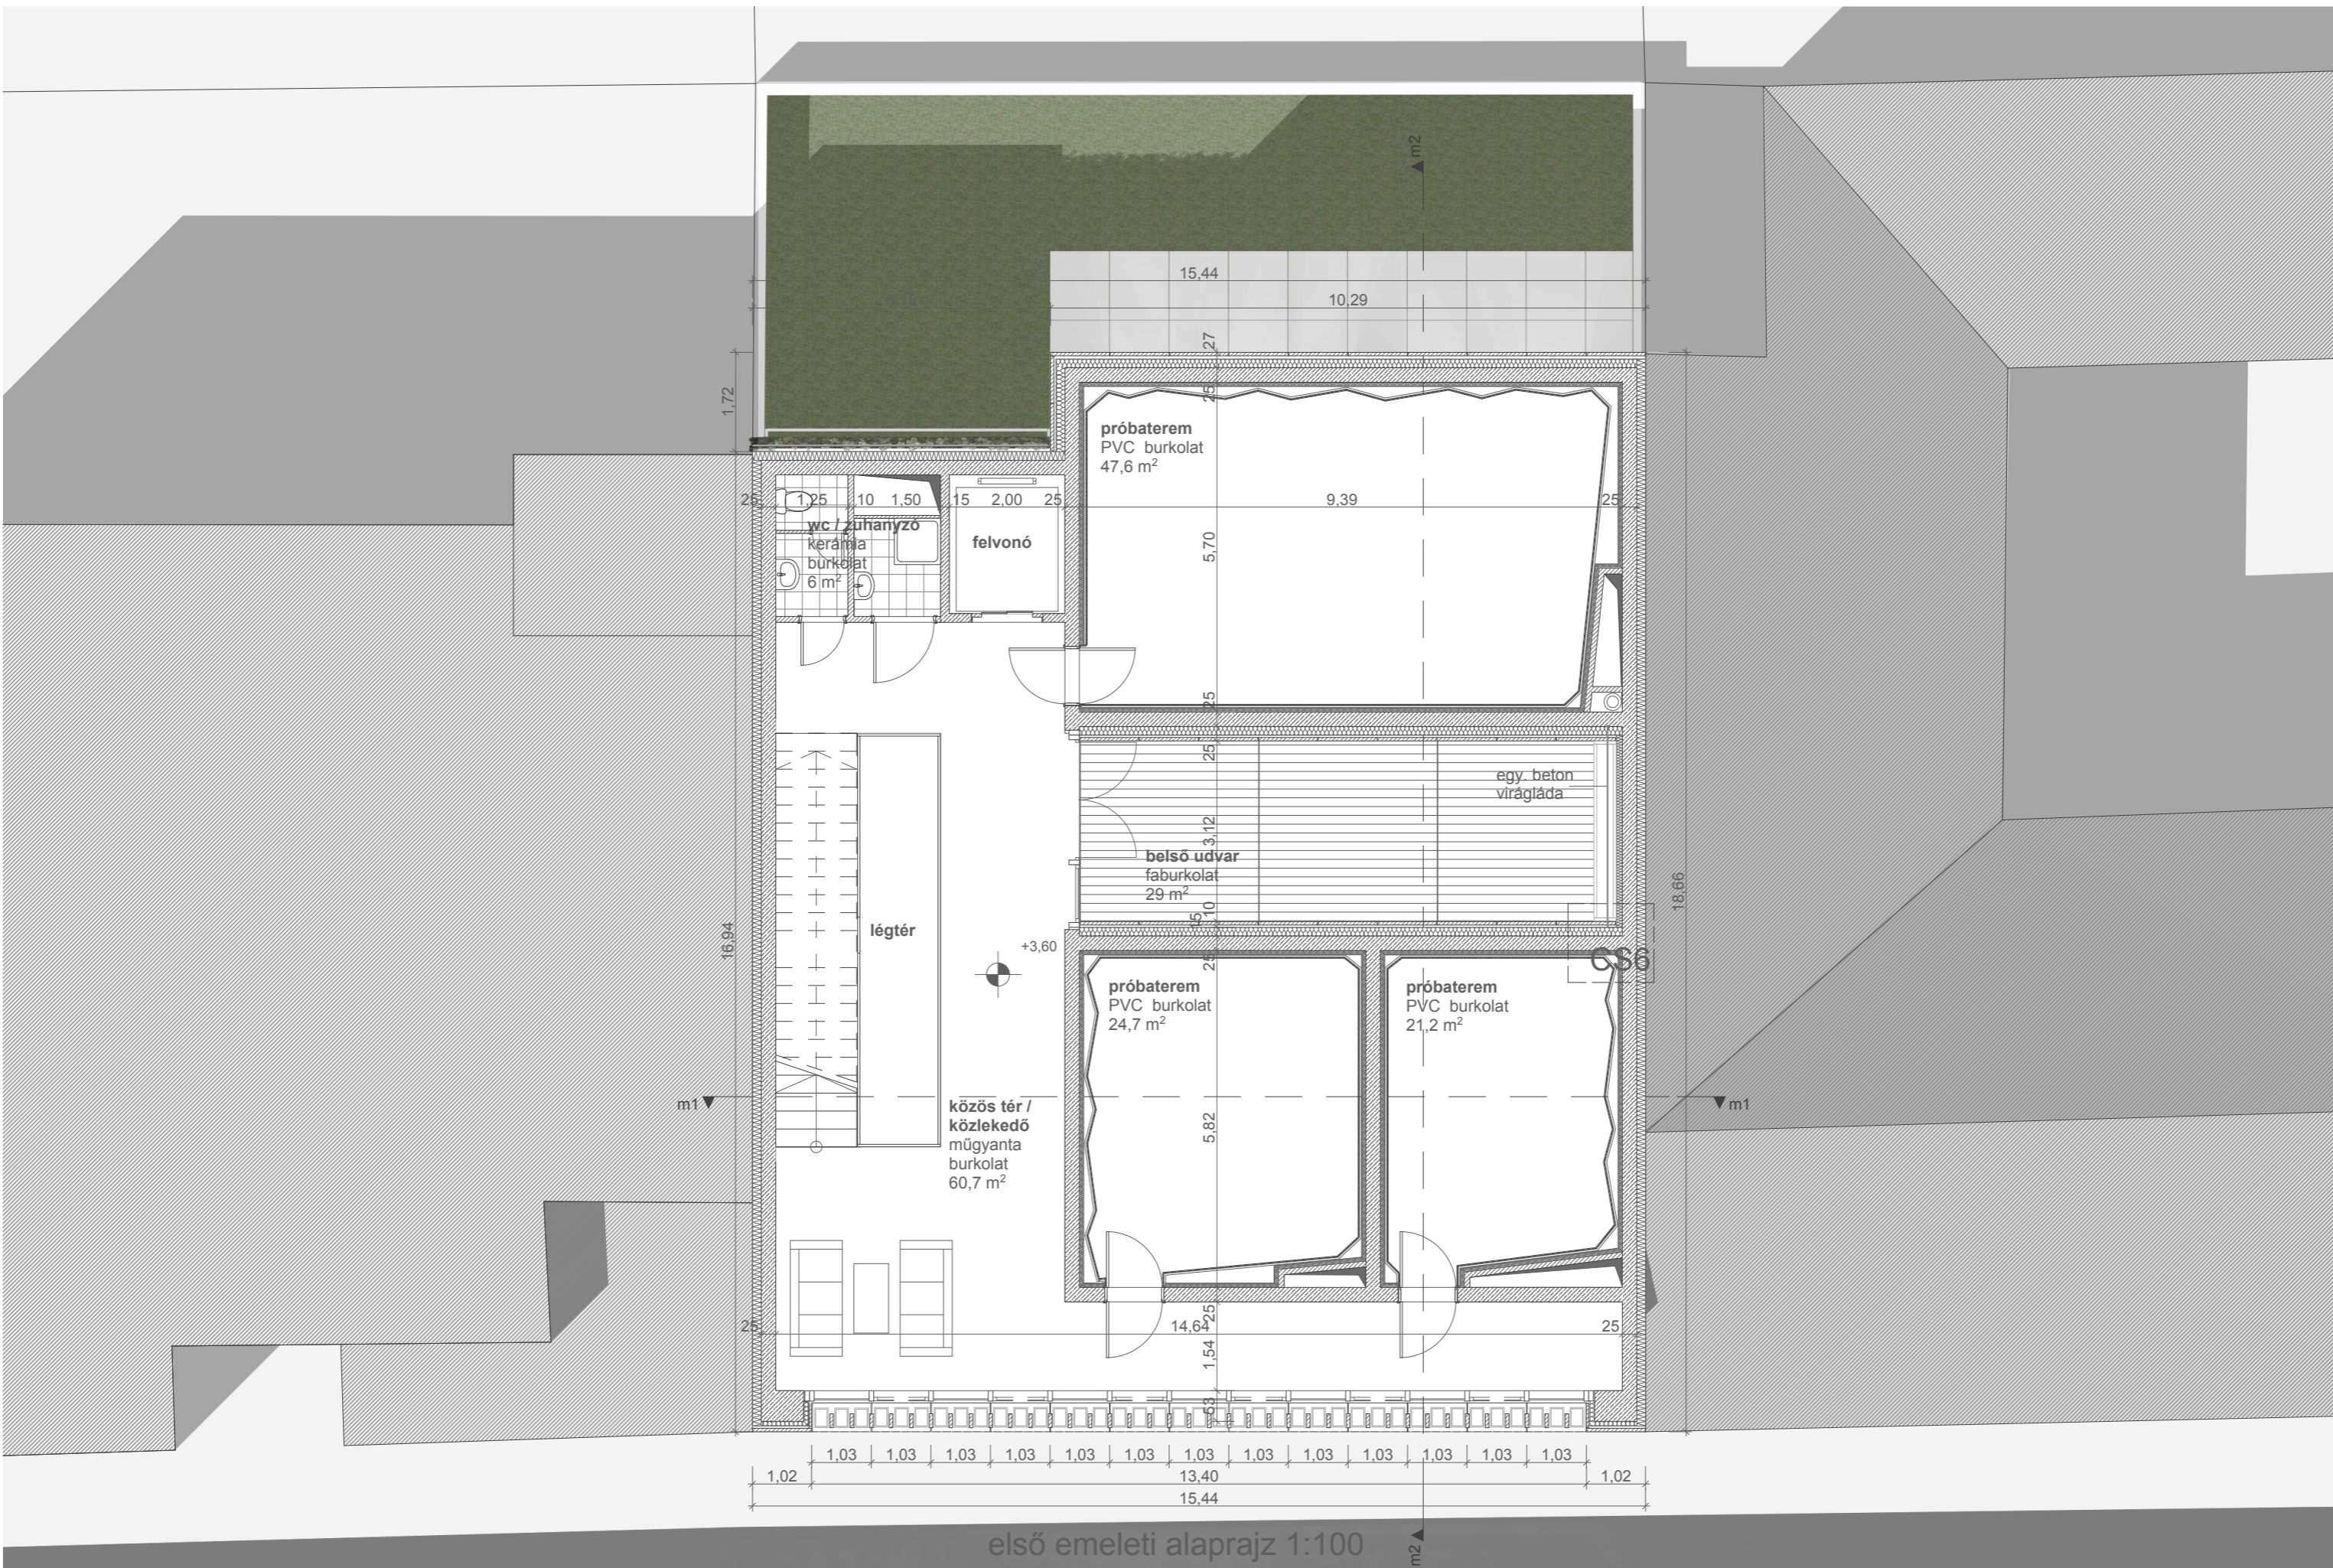 m2
15,44
10,29
27
1,72
25
próbaterem
PVC burkolat
47,6 m²
25 1,25 10 1,50 15 2,00 25 9,39 25
wc / zuhanyzó
kerámia
burkolat
6 m²
felvonó
5,70
25
25
egy. beton
virágláda
3,12
belső udvar
faburkolat
29 m²
18,66
10
15
légtér
16,94
+3,60
25
CS6
próbaterem
PVC burkolat
24,7 m²
próbaterem
PVC burkolat
21,2 m²
m1
m1
közös tér /
közlekedő
műgyanta
burkolat
60,7 m²
5,82
25
25 14,64 25
1,54
53
1,03 1,03 1,03 1,03 1,03 1,03 1,03 1,03 1,03 1,03 1,03 1,03 1,03
1,02 13,40 1,02
15,44
első emeleti alaprajz 1:100
m2